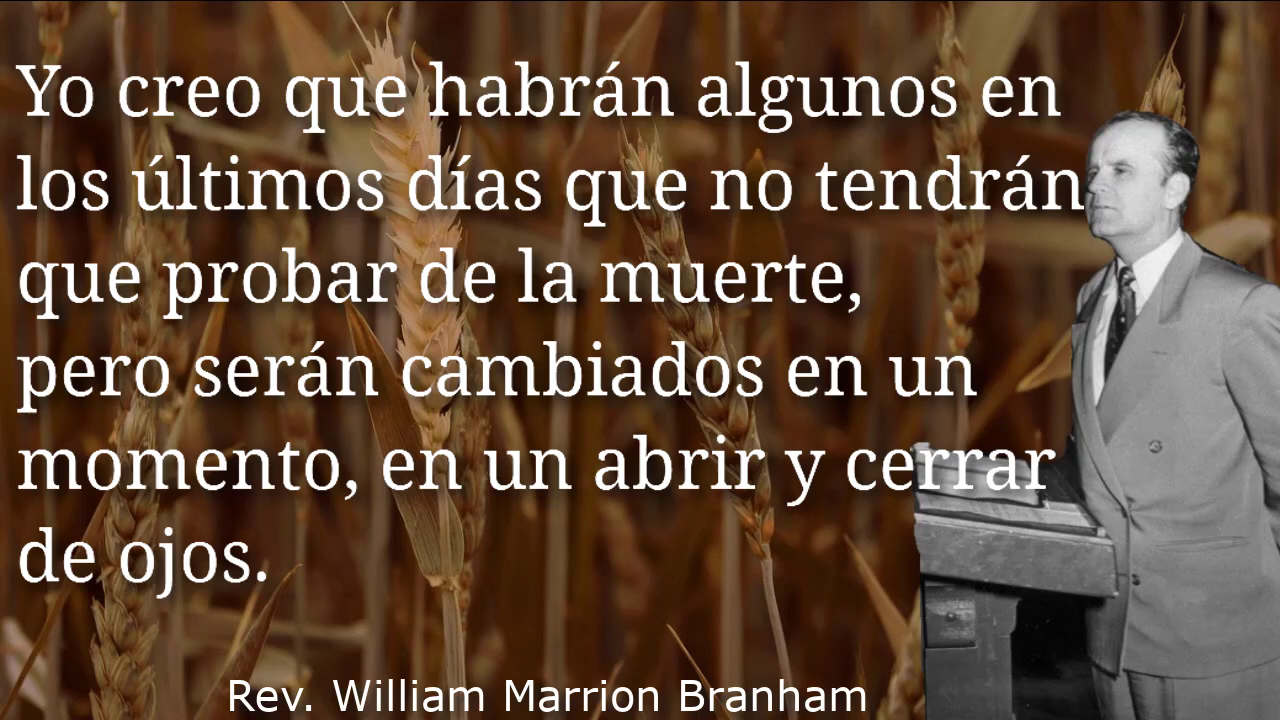 Yo creo que habrán algunos en
los últimos días que no tendrán
que probar de la muerte,
pero serán cambiados en un
momento, en un abrir y cerrar
de ojos.
Rev. William Marrion Branham